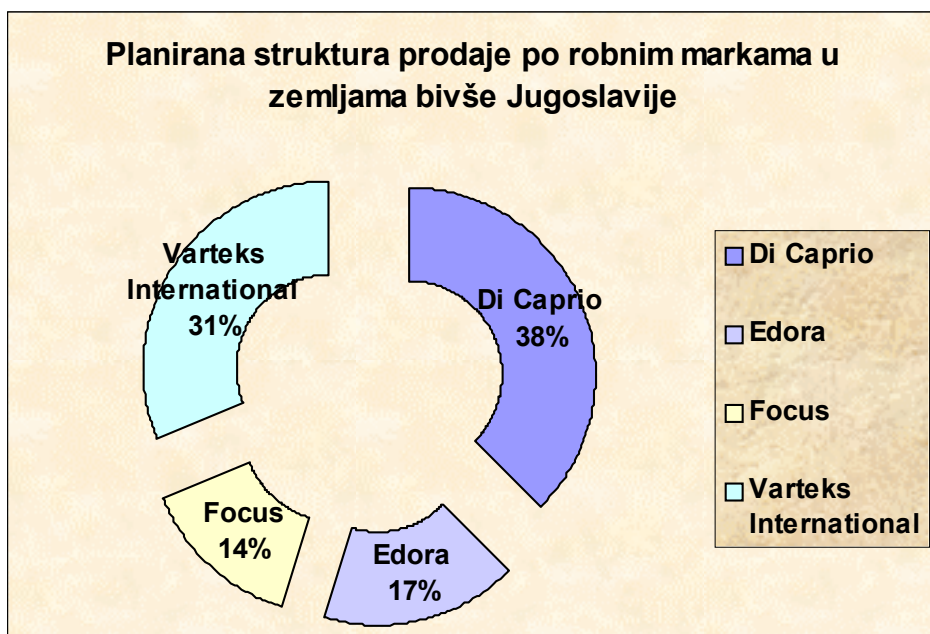 Planirana struktura prodaje po robnim markama u
zemljama bivše Jugoslavije
Varteks
International
31%
Di Caprio
38%
Focus
14%
Edora
17%
Di Caprio
Edora
Focus
Varteks
International